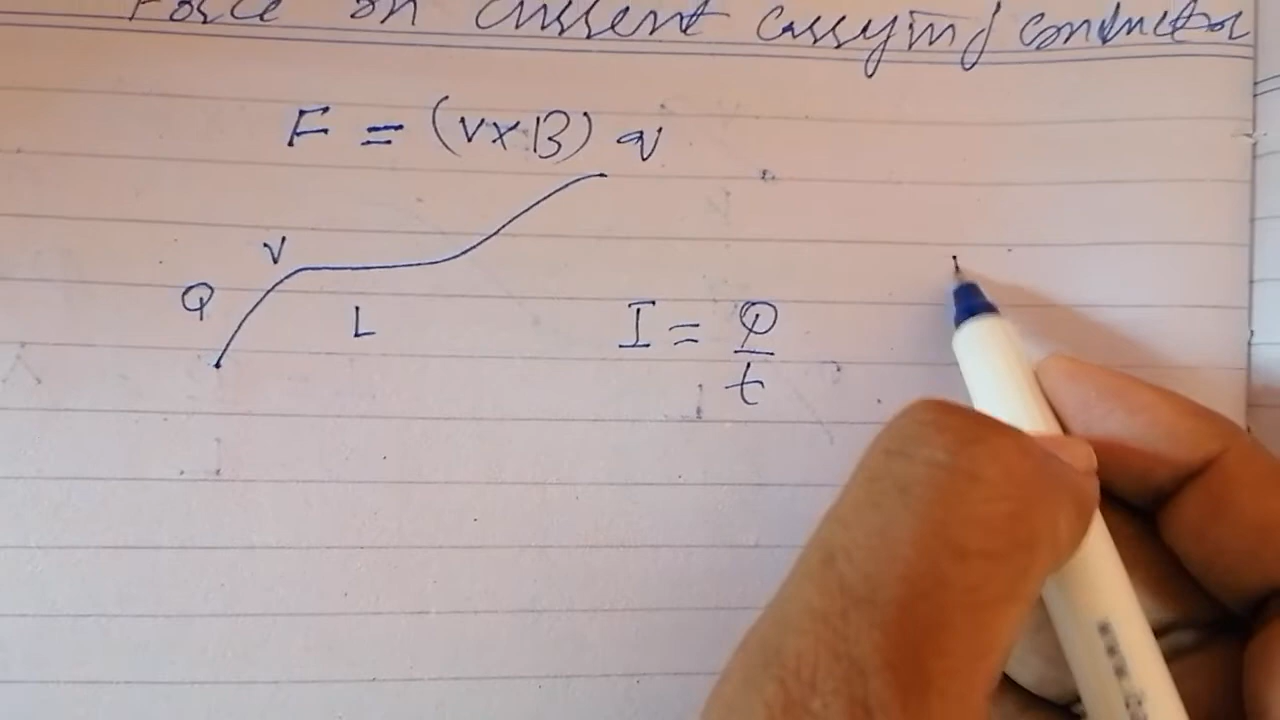 Force on current carrying conductor
F = (V×B) q
V
Q
L
I = Q/t